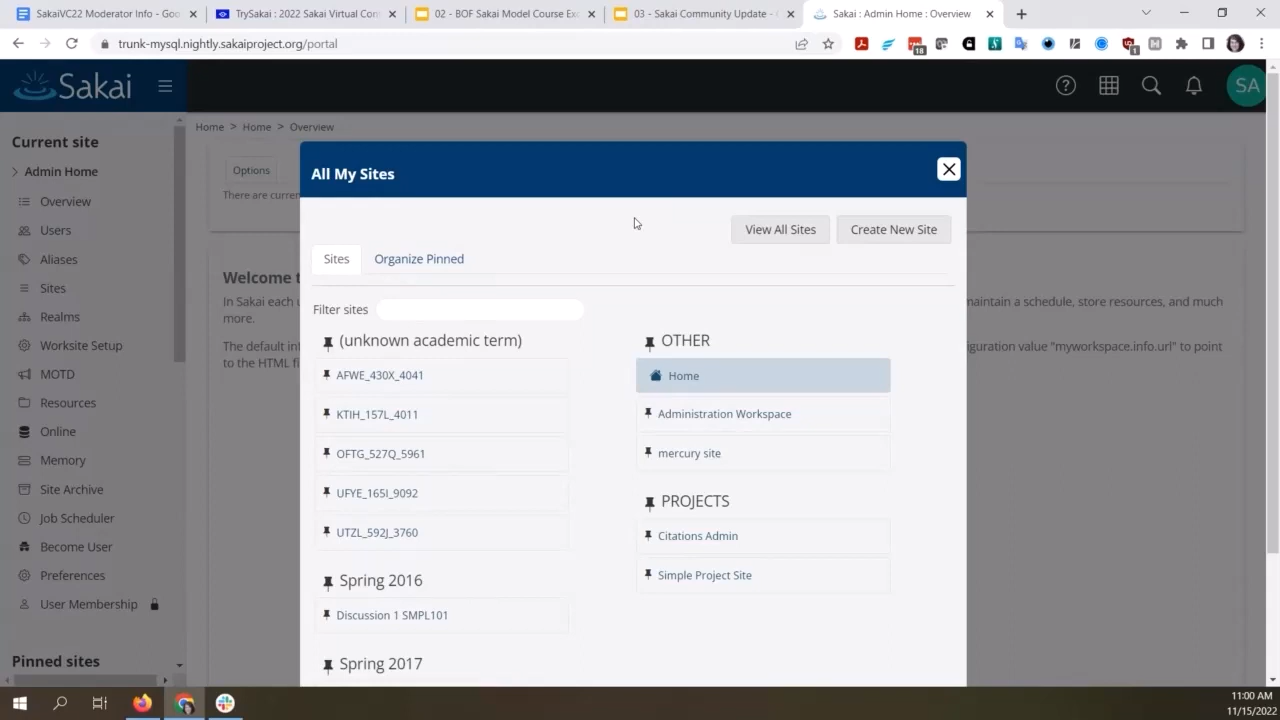 SakaiVC22 Moderator Info - Goo
TrySakai : 2022 Sakai Virtual Con
02 - BOF Sakai Model Course Exc
03 - Sakai Community Update - G
Sakai : Admin Home : Overview
trunk-mysql.nightly.sakaiproject.org/portal
18
1
Sakai
SA
Home > Home > Overview
Current site
Admin Home
Overview
Users
Aliases
Sites
Realms
Worksite Setup
MOTD
Resources
Online
Memory
Site Archive
Job Scheduler
Become User
Preferences
User Membership
Pinned sites
Options
There are curren
Welcome t
In Sakai each u
maintain a schedule, store resources, and much
more.
The default inf
iguration value "myworkspace.info.url" to point
to the HTML fi
All My Sites
View All Sites
Create New Site
Sites
Organize Pinned
Filter sites
(unknown academic term)
AFWE_430X_4041
KTIH_157L_4011
OFTG_527Q_5961
UFYE_165I_9092
UTZL_592J_3760
Spring 2016
Discussion 1 SMPL101
Spring 2017
OTHER
Home
Administration Workspace
mercury site
PROJECTS
Citations Admin
Simple Project Site
11:00 AM
11/15/2022